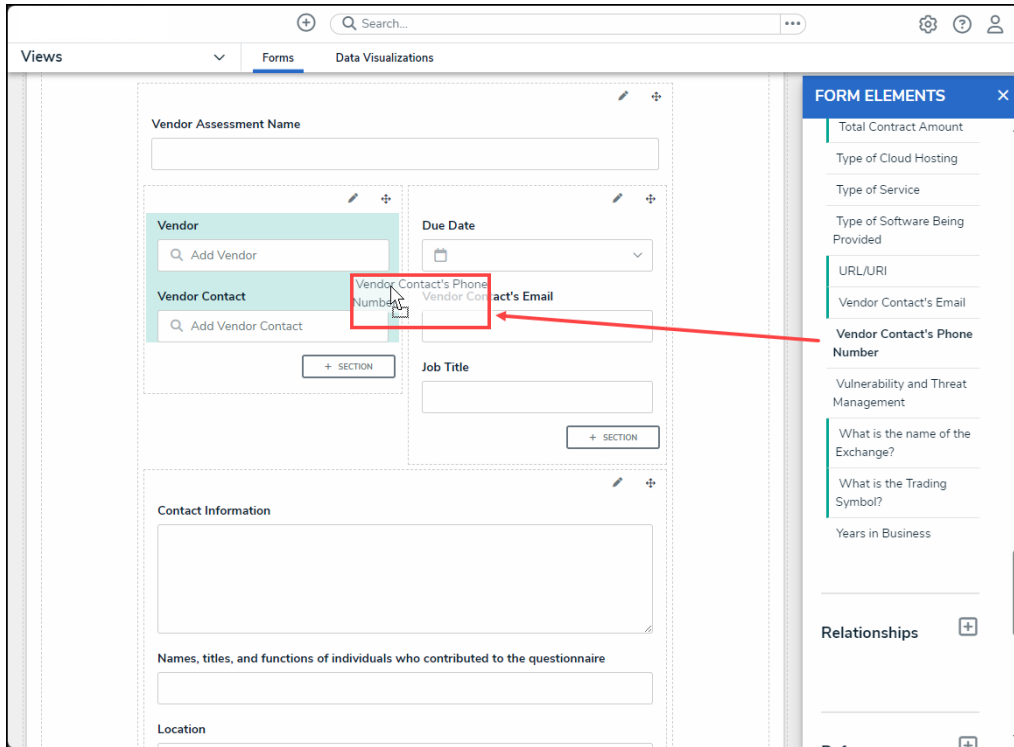 Search...
Views
Forms
Data Visualizations
Vendor Assessment Name
Vendor
Add Vendor
Vendor Contact
Add Vendor Contact
+ SECTION
Due Date
Vendor Contact's Phone
Number
Vendor Contact's Email
Job Title
+ SECTION
Contact Information
Names, titles, and functions of individuals who contributed to the questionnaire
Location
FORM ELEMENTS
Total Contract Amount
Type of Cloud Hosting
Type of Service
Type of Software Being
Provided
URL/URI
Vendor Contact's Email
Vendor Contact's Phone
Number
Vulnerability and Threat
Management
What is the name of the
Exchange?
What is the Trading
Symbol?
Years in Business
Relationships